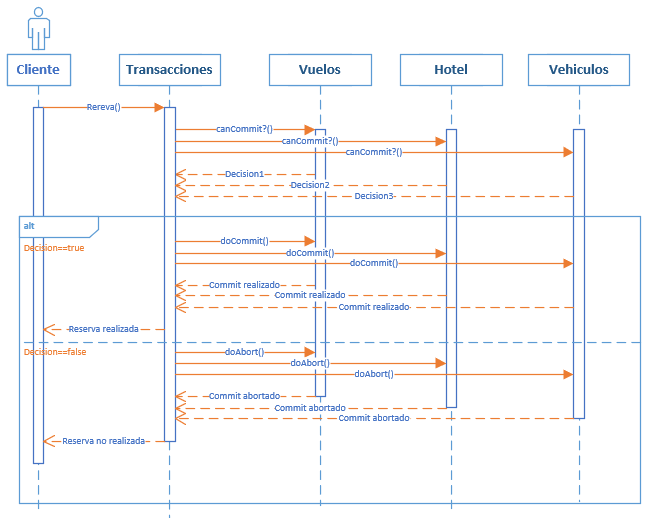 Cliente
Transacciones
Vuelos
Hotel
Vehiculos
Rereva()
canCommit?()
canCommit?()
canCommit?()
Decision1
Decision2
Decision3
alt
Decision==true
doCommit()
doCommit()
doCommit()
Commit realizado
Commit realizado
Commit realizado
Reserva realizada
Decision==false
doAbort()
doAbort()
doAbort()
Commit abortado
Commit abortado
Commit abortado
Reserva no realizada